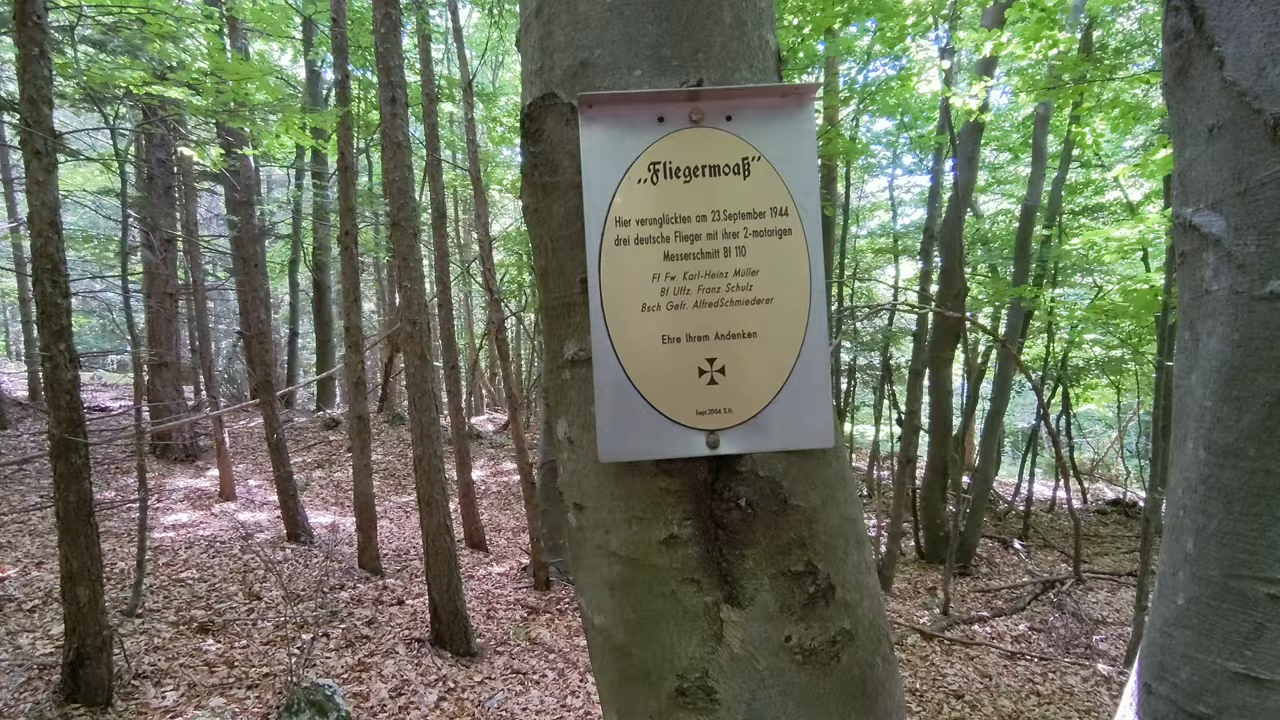 „Fliegermoaß”
Hier verunglückten am 23.September 1944
drei deutsche Flieger mit ihrer 2-motorigen
Messerschmitt Bf 110
Ff Fw. Karl-Heinz Müller
Bf Uffz. Franz Schulz
Bsch Gefr. AlfredSchmiederer
Ehre Ihrem Andenken
Sept.2004 S.H.